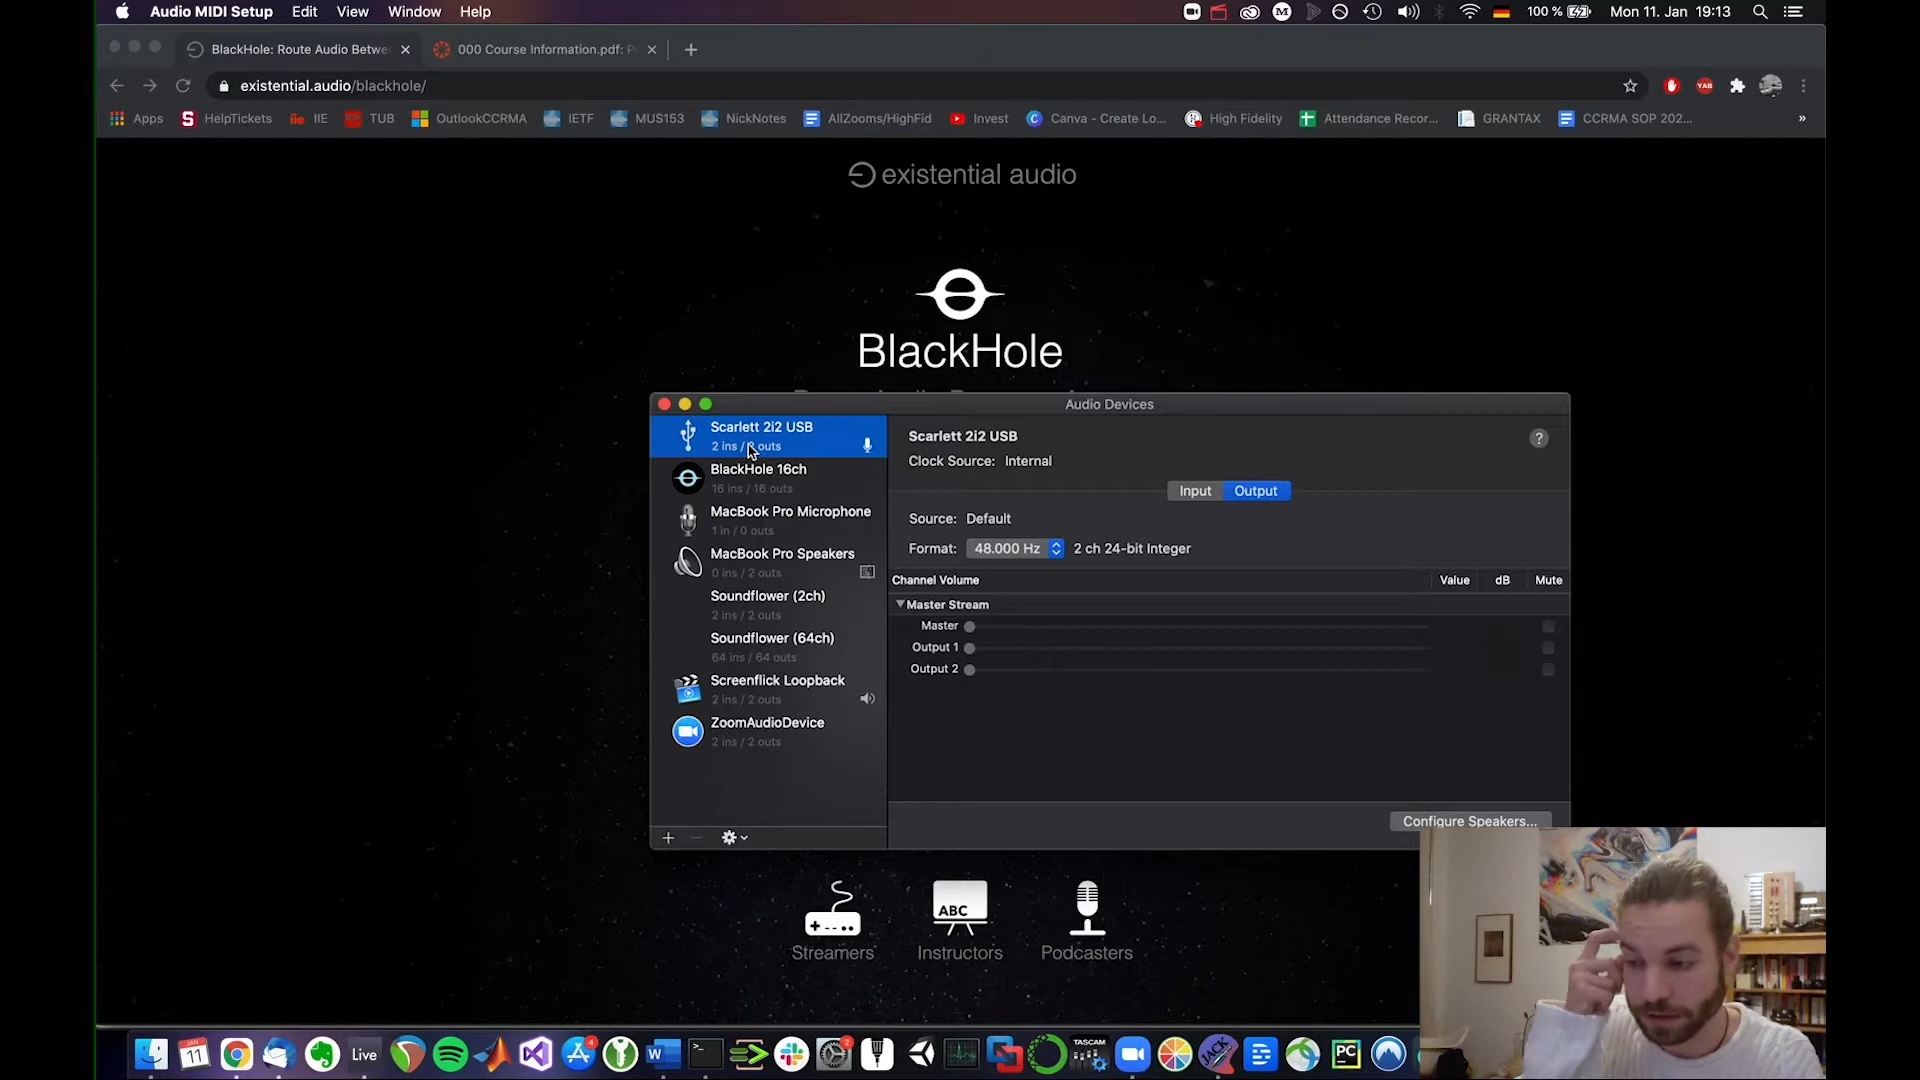 Audio MIDI Setup Edit View Window Help
100 % Mon 11. Jan 19:13
BlackHole: Route Audio Betwe
000 Course Information.pdf: P
existential.audio/blackhole/
Apps HelpTickets IIE TUB OutlookCCRMA IETF MUS153 NickNotes AllZooms/HighFid Invest Canva - Create Lo... High Fidelity Attendance Recor... GRANTAX CCRMA SOP 202... »
existential audio
BlackHole
Audio Devices
Scarlett 2i2 USB
2 ins / outs
BlackHole 16ch
16 ins / 16 outs
MacBook Pro Microphone
1 in / 0 outs
MacBook Pro Speakers
0 ins / 2 outs
Soundflower (2ch)
2 ins / 2 outs
Soundflower (64ch)
64 ins / 64 outs
Screenflick Loopback
2 ins / 2 outs
ZoomAudioDevice
2 ins / 2 outs
Scarlett 2i2 USB
Clock Source: Internal
Input Output
Source: Default
Format: 48.000 Hz 2 ch 24-bit Integer
Channel Volume Value dB Mute
Master Stream
Master
Output 1
Output 2
Configure Speakers...
ABC
Streamers Instructors Podcasters
JAN
11
Live
4
W
2
TASCAM
JACK
PC